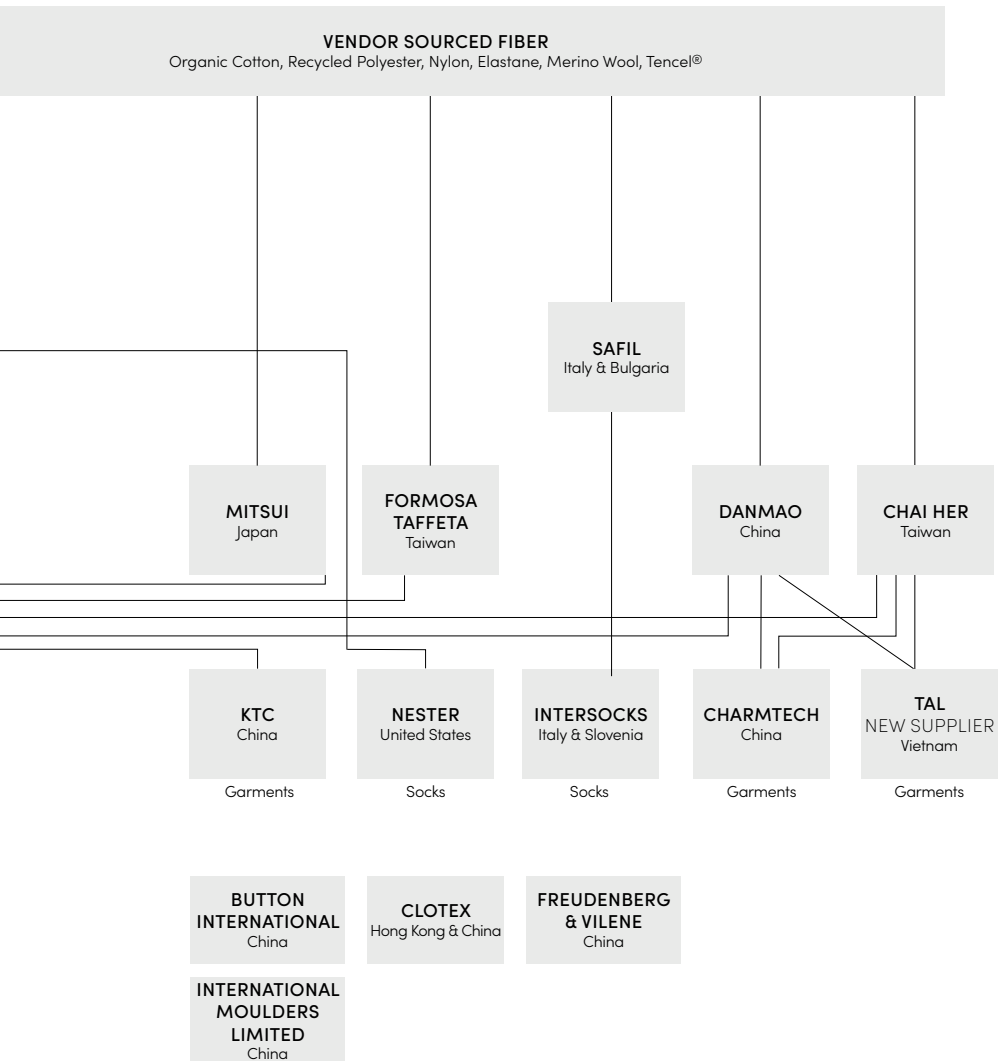 VENDOR SOURCED FIBER
Organic Cotton, Recycled Polyester, Nylon, Elastane, Merino Wool, Tencel®
SAFIL
Italy & Bulgaria
MITSUI
Japan
FORMOSA
TAFFETA
Taiwan
DANMAO
China
CHAI HER
Taiwan
KTC
China
Garments
NESTER
United States
Socks
INTERSOCKS
Italy & Slovenia
Socks
CHARMTECH
China
Garments
TAL
NEW SUPPLIER
Vietnam
Garments
BUTTON
INTERNATIONAL
China
CLOTEX
Hong Kong & China
FREUDENBERG
& VILENE
China
INTERNATIONAL
MOULDERS
LIMITED
China